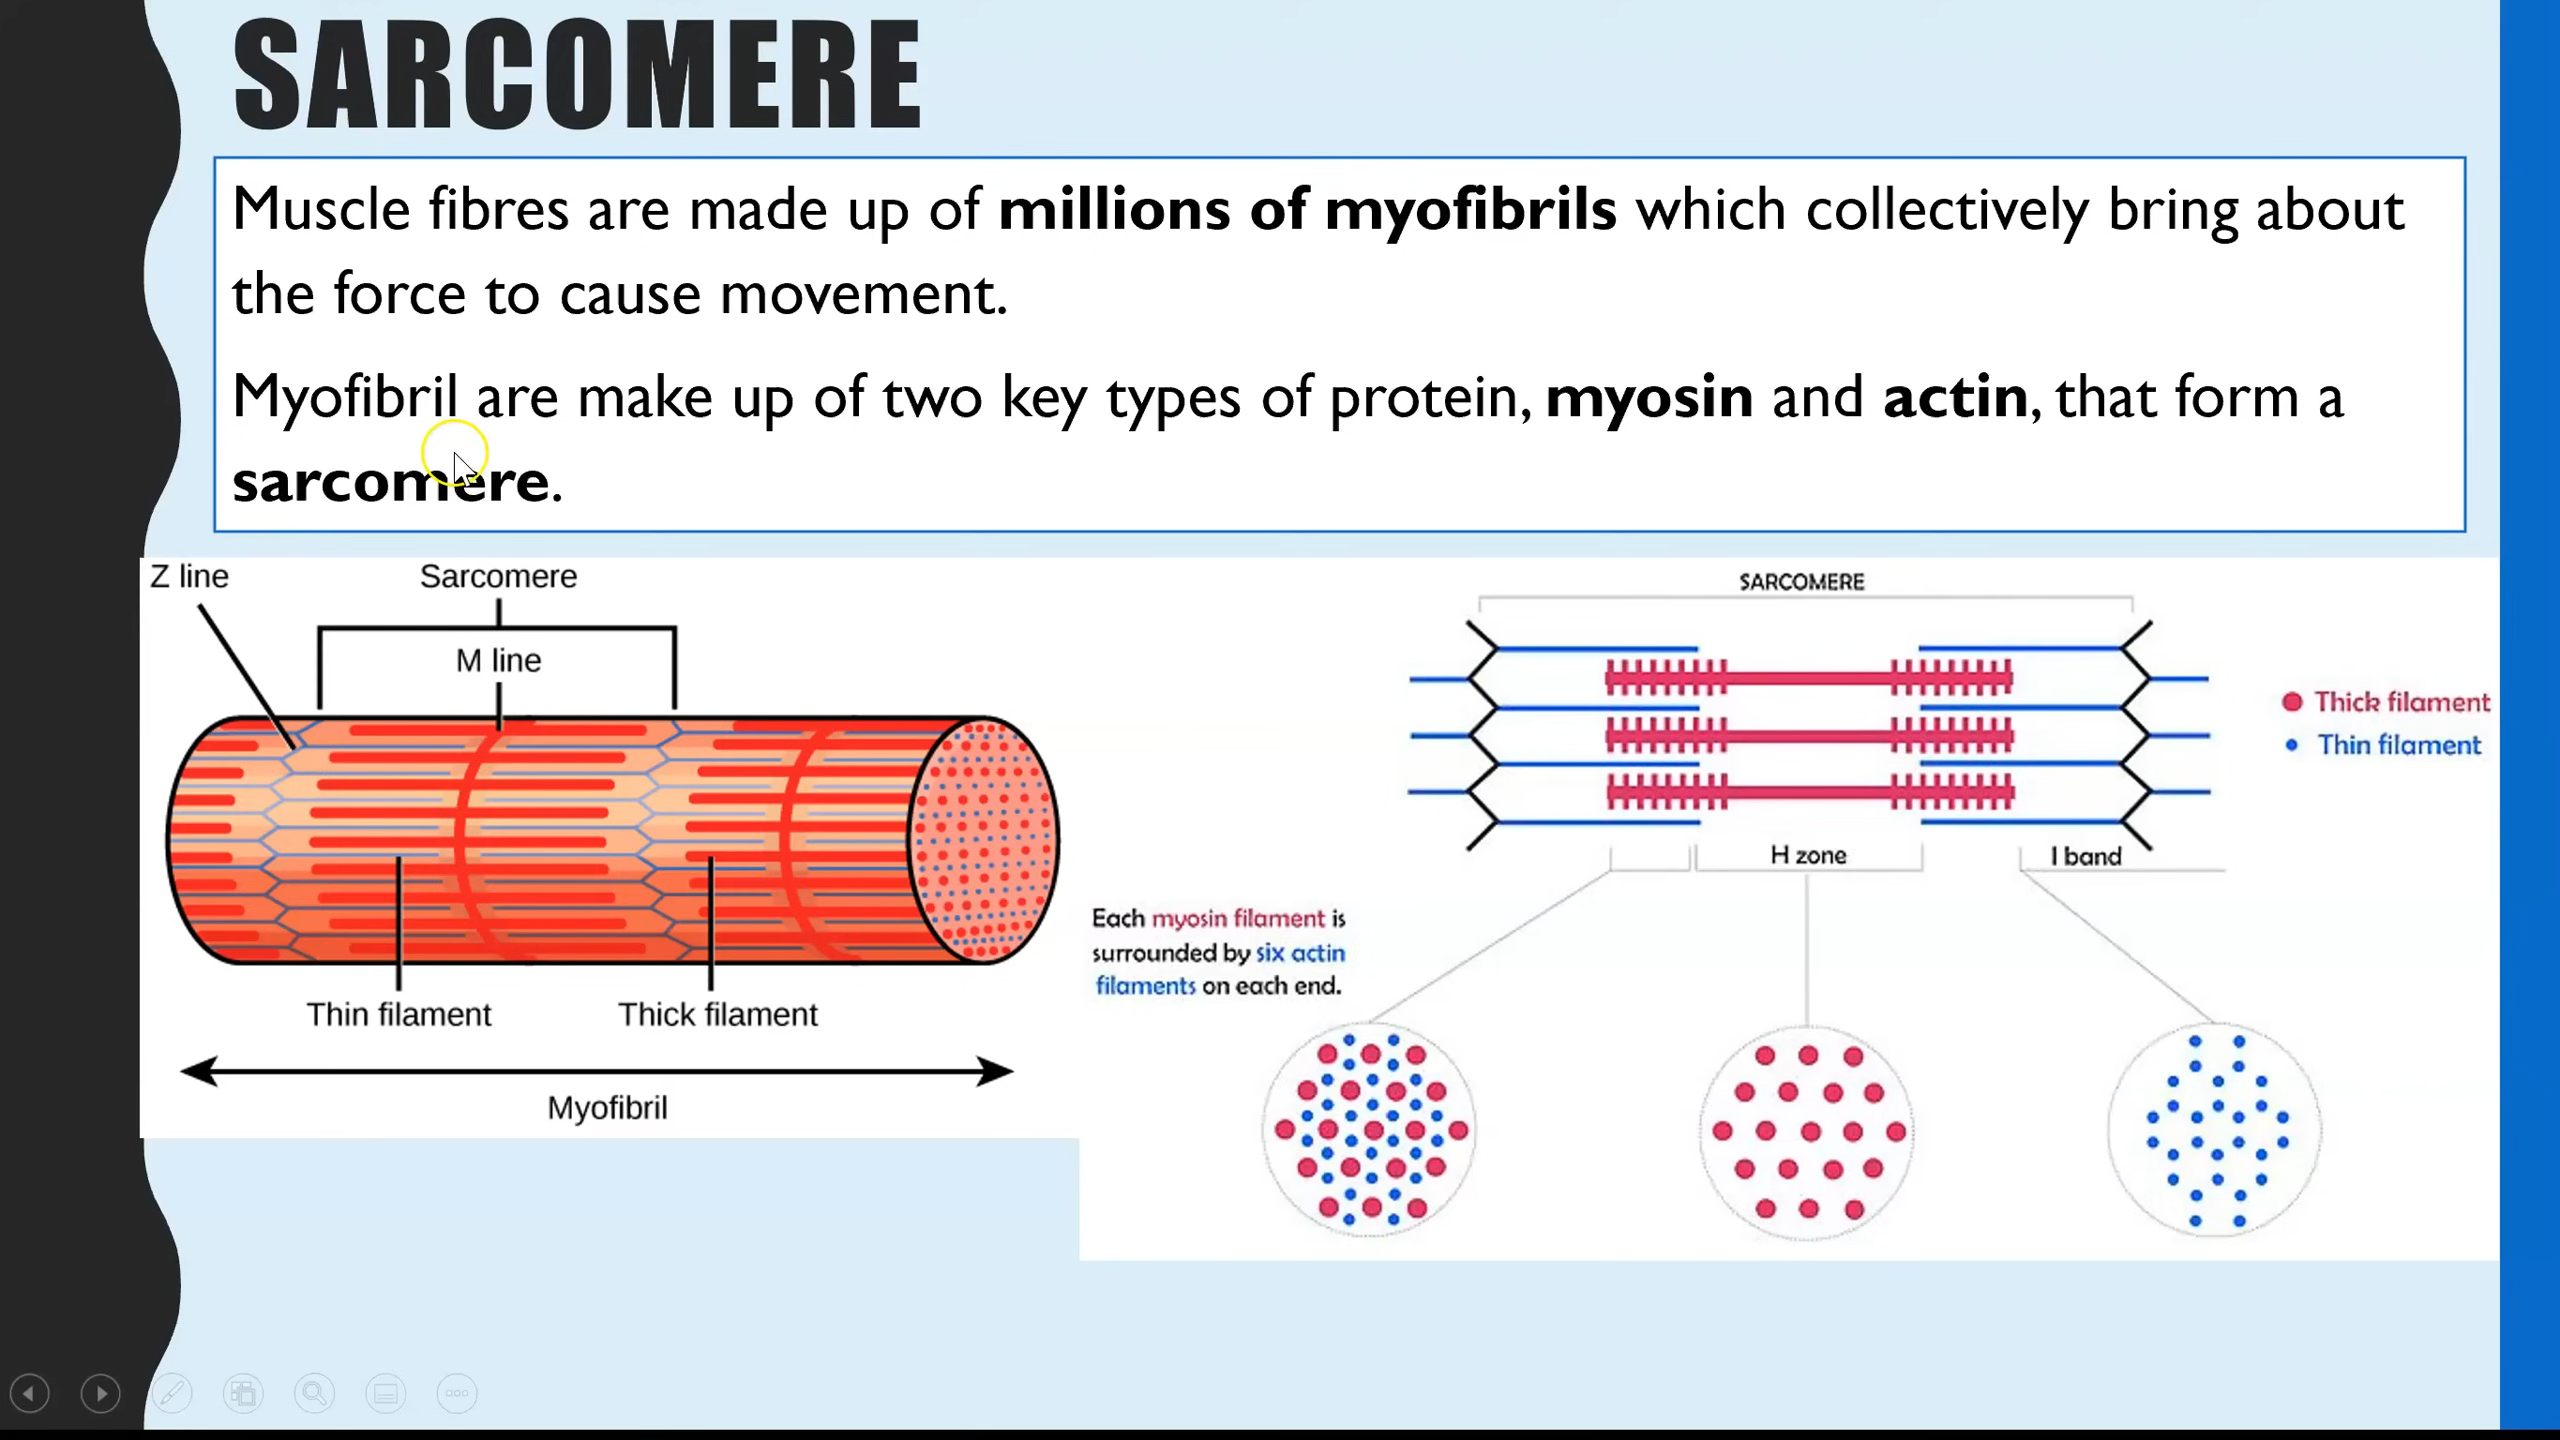 SARCOMERE
Muscle fibres are made up of millions of myofibrils which collectively bring about
the force to cause movement.
Myofibril are make up of two key types of protein, myosin and actin, that form a
sarcomere.
Z line
Sarcomere
M line
Thin filament
Thick filament
Myofibril
SARCOMERE
Thick filament
Thin filament
H zone
I band
Each myosin filament is
surrounded by six actin
filaments on each end.